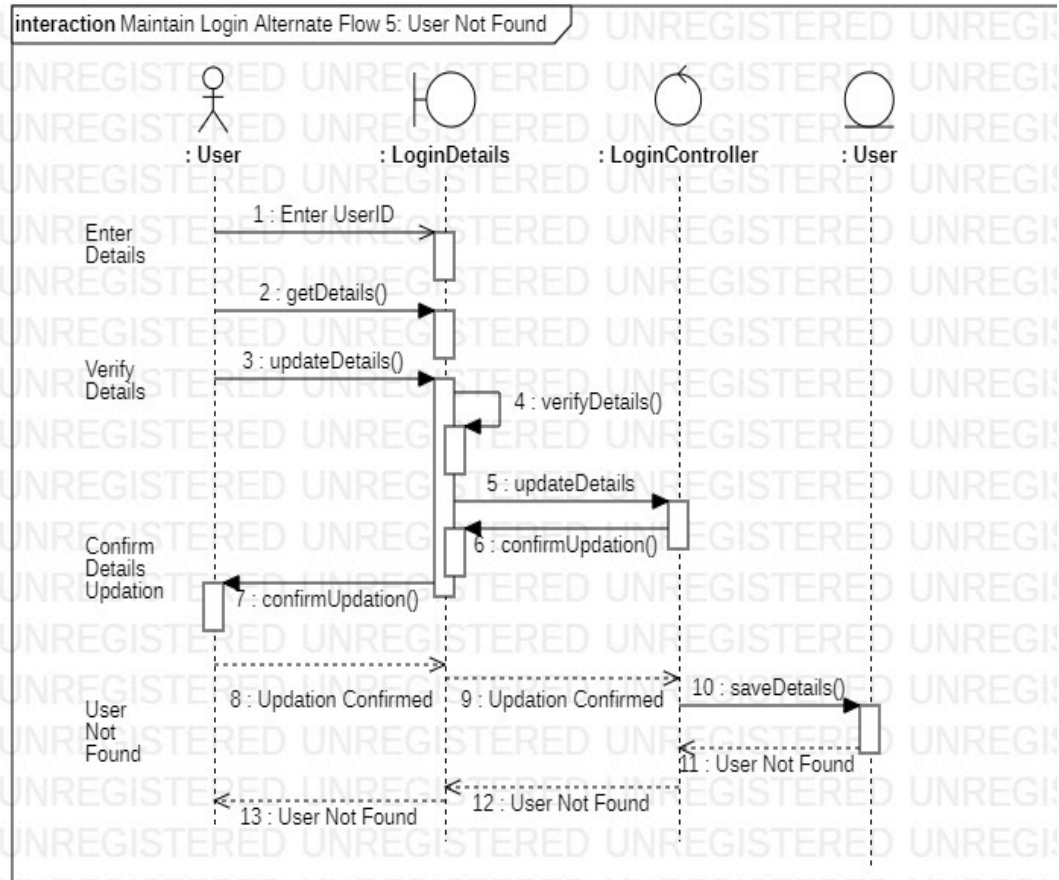 interaction Maintain Login Alternate Flow 5: User Not Found
: User
: LoginDetails
: LoginController
: User
1 : Enter UserID
Enter
Details
2 : getDetails()
3 : updateDetails()
Verify
Details
4 : verifyDetails()
5 : updateDetails
6 : confirmUpdation()
Confirm
Details
Updation
7 : confirmUpdation()
8 : Updation Confirmed
9 : Updation Confirmed
10 : saveDetails()
User
Not
Found
11 : User Not Found
12 : User Not Found
13 : User Not Found
UNREGISTERED